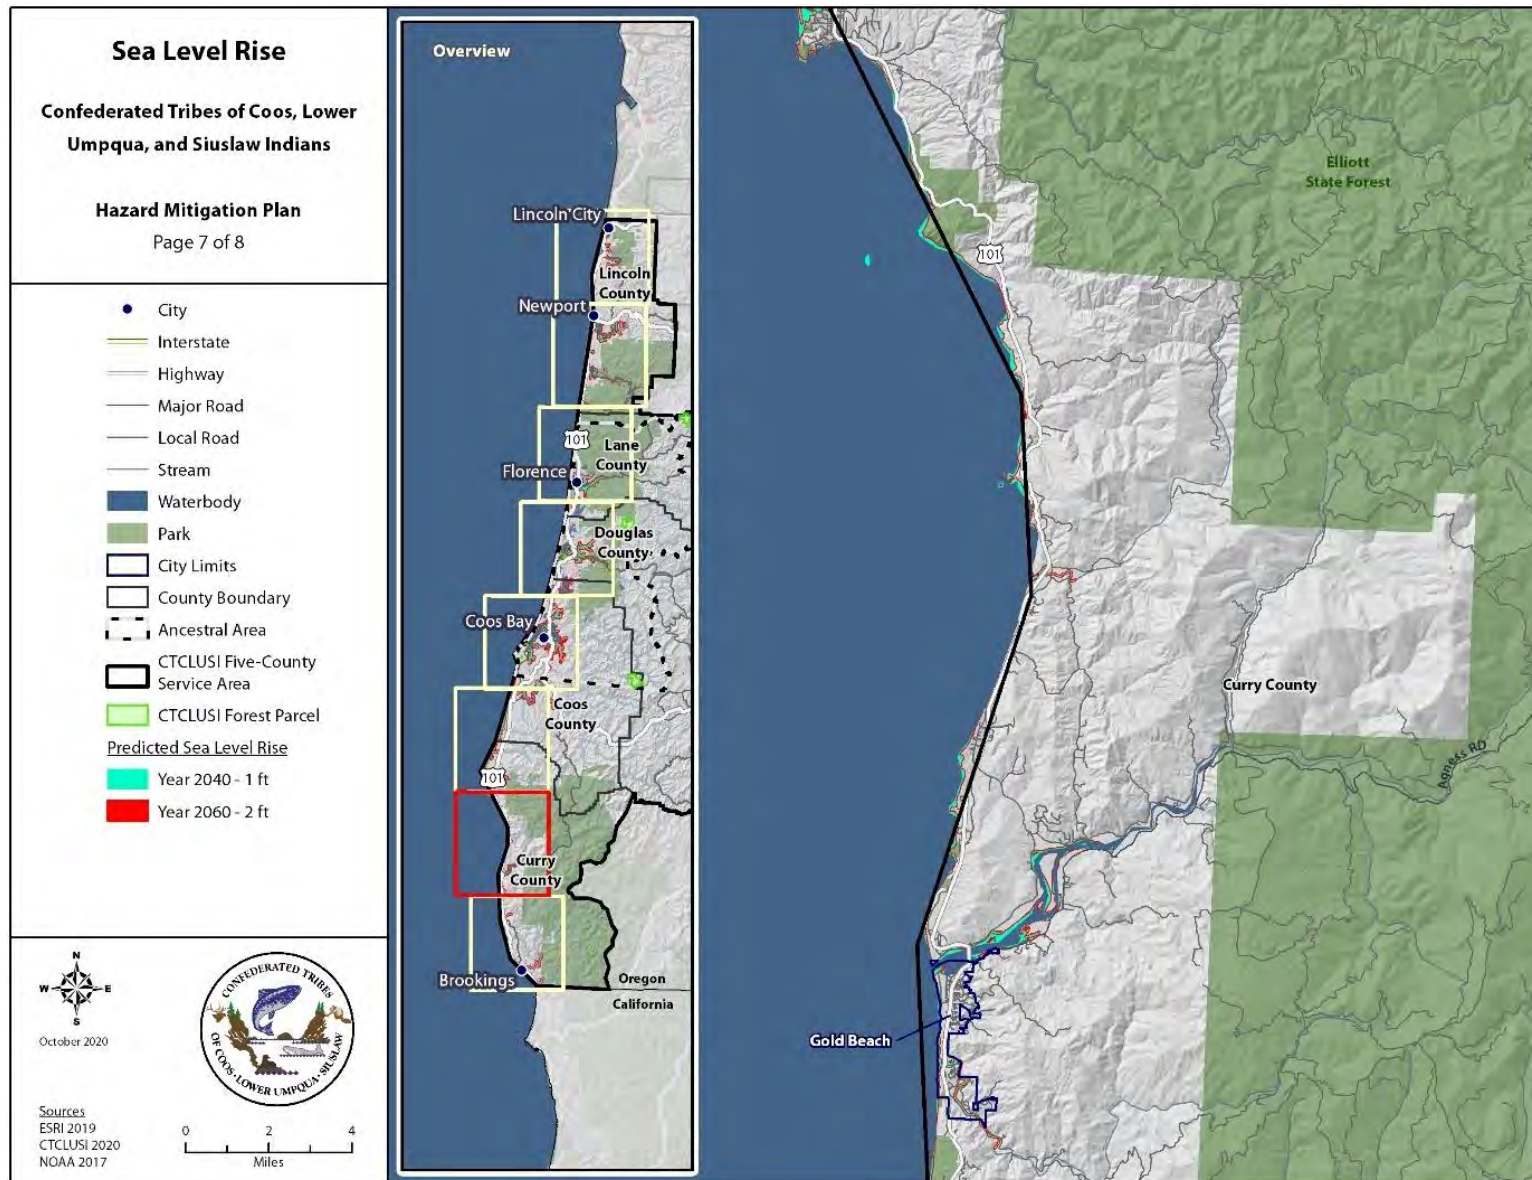 Sea Level Rise
Confederated Tribes of Coos, Lower
Umpqua, and Siuslaw Indians
Hazard Mitigation Plan
Page 7 of 8
City
Interstate
Highway
Major Road
Local Road
Stream
Waterbody
Park
City Limits
County Boundary
Ancestral Area
CTCLUSI Five-County
Service Area
CTCLUSI Forest Parcel
Predicted Sea Level Rise
Year 2040 - 1 ft
Year 2060 - 2 ft
N
W
E
S
October 2020
CONFEDERATED TRIBES
OF COOS · LOWER UMPQUA · SIUSLAW
Sources
ESRI 2019
CTCLUSI 2020
NOAA 2017
0 2 4
Miles
Overview
Lincoln City
Lincoln
County
Newport
101
Lane
County
Florence
Douglas
County
Coos Bay
Coos
County
101
Curry
County
Brookings
Oregon
California
Elliott
State Forest
101
Curry County
Agness RD
Gold Beach